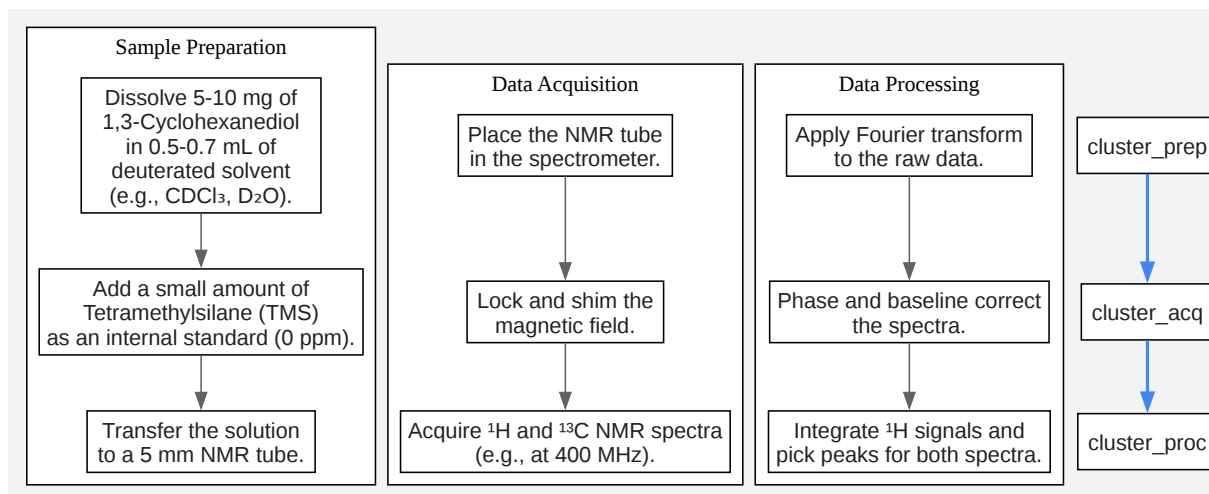 Sample Preparation
Dissolve 5-10 mg of
1,3-Cyclohexanediol
in 0.5-0.7 mL of
deuterated solvent
(e.g., CDCl₃, D₂O).
Add a small amount of
Tetramethylsilane (TMS)
as an internal standard (0 ppm).
Transfer the solution
to a 5 mm NMR tube.
Data Acquisition
Place the NMR tube
in the spectrometer.
Lock and shim the
magnetic field.
Acquire ¹H and ¹³C NMR spectra
(e.g., at 400 MHz).
Data Processing
Apply Fourier transform
to the raw data.
Phase and baseline correct
the spectra.
Integrate ¹H signals and
pick peaks for both spectra.
cluster_prep
cluster_acq
cluster_proc